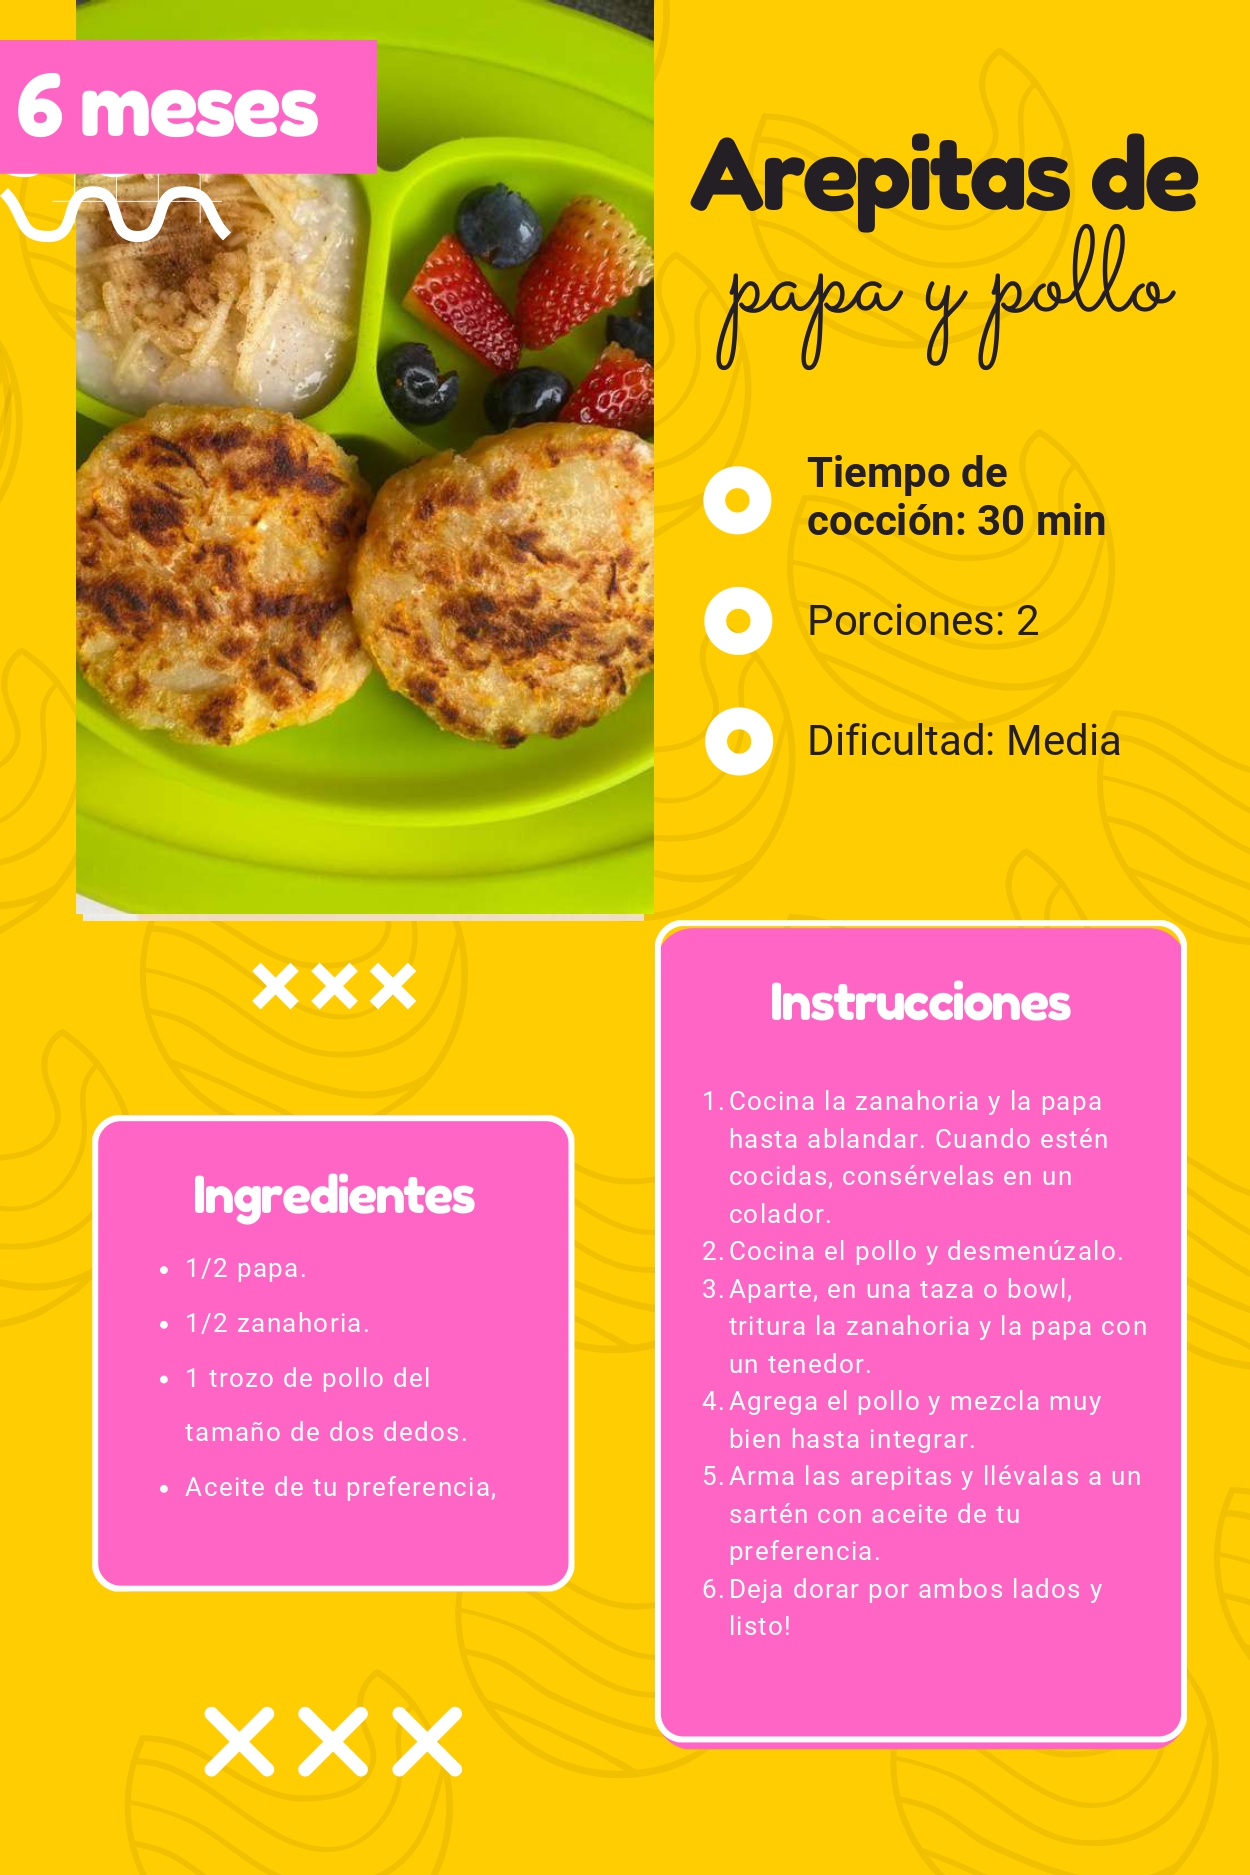 6 meses
Arepitas de
papa y pollo
Tiempo de
cocción: 30 min
Porciones: 2
Dificultad: Media
Ingredientes
• 1/2 papa.
• 1/2 zanahoria.
• 1 trozo de pollo del
tamaño de dos dedos.
• Aceite de tu preferencia,
Instrucciones
1. Cocina la zanahoria y la papa
hasta ablandar. Cuando estén
cocidas, consérvelas en un
colador.
2. Cocina el pollo y desmenúzalo.
3. Aparte, en una taza o bowl,
tritura la zanahoria y la papa con
un tenedor.
4. Agrega el pollo y mezcla muy
bien hasta integrar.
5. Arma las arepitas y llévalas a un
sartén con aceite de tu
preferencia.
6. Deja dorar por ambos lados y
listo!